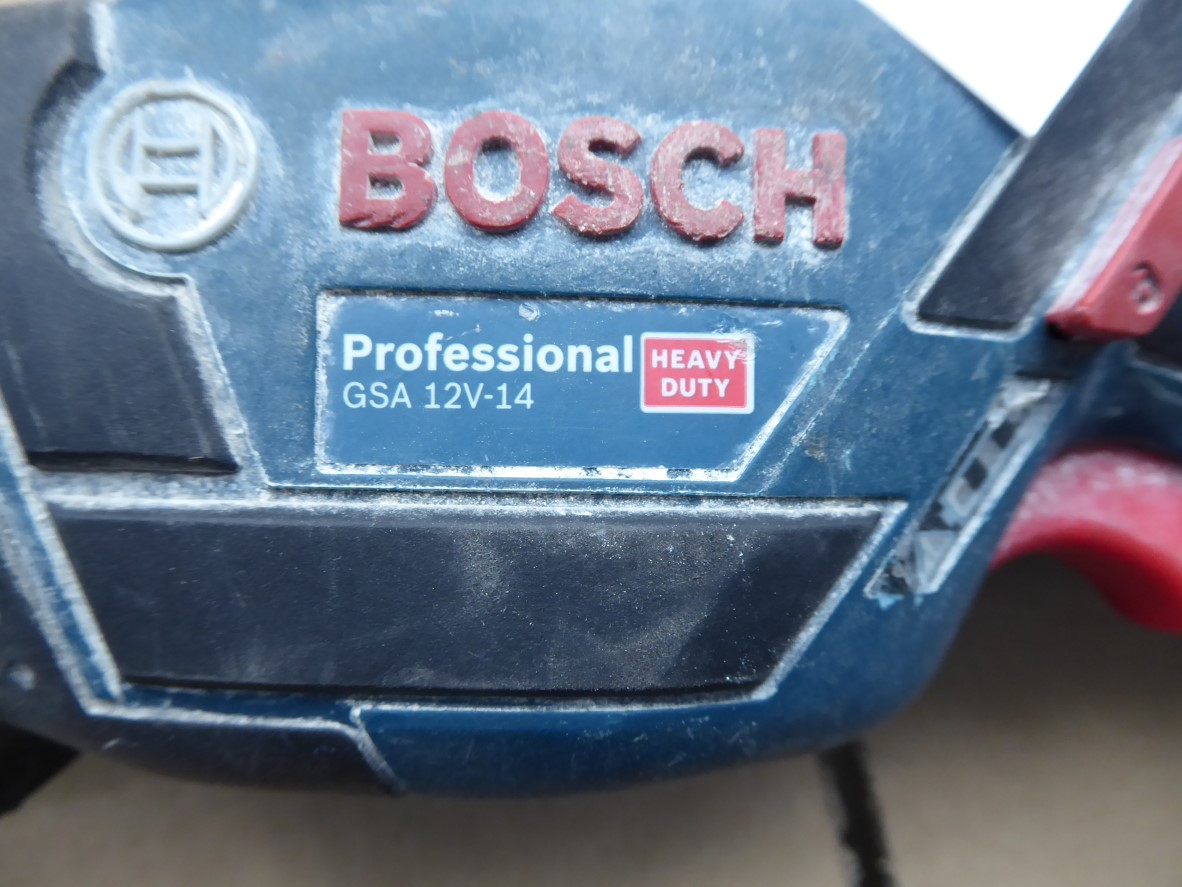 BOSCH
Professional
GSA 12V-14
HEAVY
DUTY